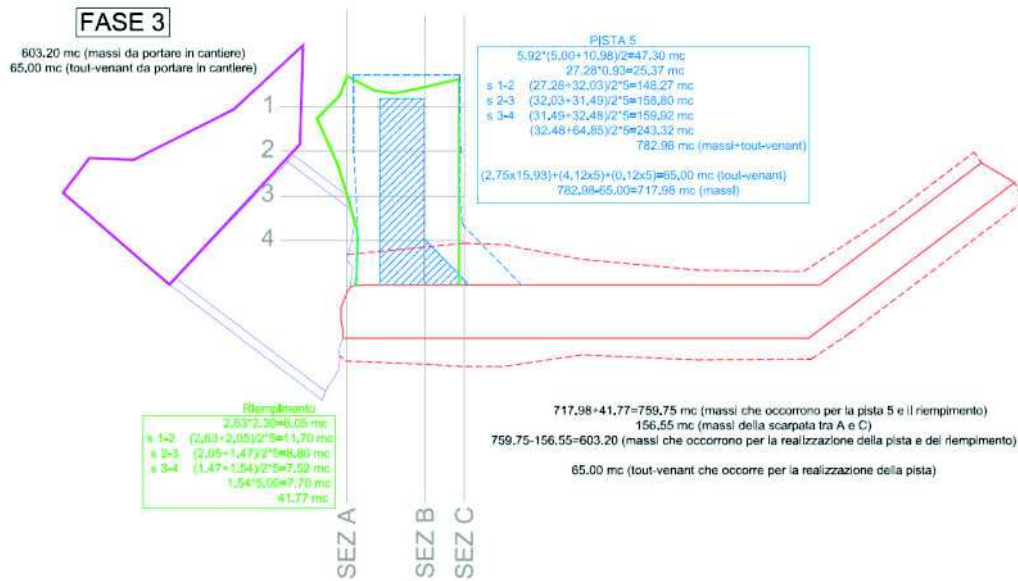 FASE 3
603.20 mc (massi da portare in cantiere)
65.00 mc (tout-venant da portare in cantiere)
1
2
3
4
PISTA 5
5.92*(5.00+10.98)/2=47.30 mc
27.28*0.93=25.37 mc
s 1-2 (27.28+32.03)/2*5=148.27 mc
s 2-3 (32.03+31.49)/2*5=158.80 mc
s 3-4 (31.49+32.48)/2*5=159.92 mc
(32.48+64.85)/2*5=243.32 mc
782.98 mc (massi+tout-venant)
(2,75x15,93)+(4,12x5)+(0,12x5)=65,00 mc (tout-venant)
782.98-65.00=717.98 mc (massi)
Riempimento
2.63*2.30=6.05 mc
s 1-2 (2.63+2.05)/2*5=11.70 mc
s 2-3 (2.05+1.47)/2*5=8.80 mc
s 3-4 (1.47+1.54)/2*5=7.52 mc
1.54*5.00=7.70 mc
41.77 mc
717.98+41.77=759.75 mc (massi che occorrono per la pista 5 e il riempimento)
156.55 mc (massi della scarpata tra A e C)
759.75-156.55=603.20 (massi che occorrono per la realizzazione della pista e del riempimento)
65.00 mc (tout-venant che occorre per la realizzazione della pista)
SEZ A
SEZ B
SEZ C